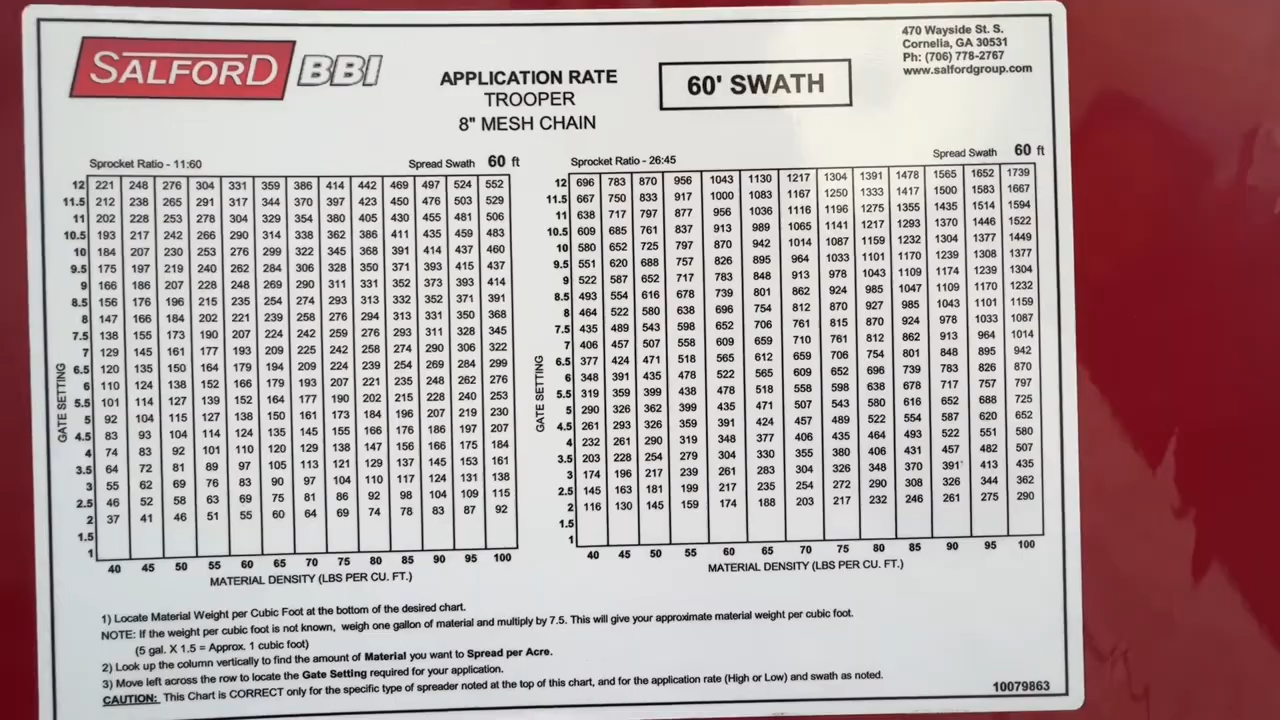 SALFORD BBI
APPLICATION RATE
TROOPER
8" MESH CHAIN
60' SWATH
470 Wayside St. S.
Cornelia, GA 30531
Ph: (706) 778-2767
www.salfordgroup.com
Sprocket Ratio - 11:60 Spread Swath 60 ft
12 221 248 276 304 331 359 386 414 442 469 497 524 552
11.5 212 238 265 291 317 344 370 397 423 450 476 503 529
11 202 228 253 278 304 329 354 380 405 430 455 481 506
10.5 193 217 242 266 290 314 338 362 386 411 435 459 483
10 184 207 230 253 276 299 322 345 368 391 414 437 460
9.5 175 197 219 240 262 284 306 328 350 371 393 415 437
9 166 186 207 228 248 269 290 311 331 352 373 393 414
8.5 156 176 196 215 235 254 274 293 313 332 352 371 391
8 147 166 184 202 221 239 258 276 294 313 331 350 368
7.5 138 155 173 190 207 224 242 259 276 293 311 328 345
7 129 145 161 177 193 209 225 242 258 274 290 306 322
6.5 120 135 150 164 179 194 209 224 239 254 269 284 299
6 110 124 138 152 166 179 193 207 221 235 248 262 276
5.5 101 114 127 139 152 164 177 190 202 215 228 240 253
5 92 104 115 127 138 150 161 173 184 196 207 219 230
4.5 83 93 104 114 124 135 145 155 166 176 186 197 207
4 74 83 92 101 110 120 129 138 147 156 166 175 184
3.5 64 72 81 89 97 105 113 121 129 137 145 153 161
3 55 62 69 76 83 90 97 104 110 117 124 131 138
2.5 46 52 58 63 69 75 81 86 92 98 104 109 115
2 37 41 46 51 55 60 64 69 74 78 83 87 92
1.5
1
GATE SETTING
40 45 50 55 60 65 70 75 80 85 90 95 100
MATERIAL DENSITY (LBS PER CU. FT.)
Sprocket Ratio - 26:45 Spread Swath 60 ft
12 696 783 870 956 1043 1130 1217 1304 1391 1478 1565 1652 1739
11.5 667 750 833 917 1000 1083 1167 1250 1333 1417 1500 1583 1667
11 638 717 797 877 956 1036 1116 1196 1275 1355 1435 1514 1594
10.5 609 685 761 837 913 989 1065 1141 1217 1293 1370 1446 1522
10 580 652 725 797 870 942 1014 1087 1159 1232 1304 1377 1449
9.5 551 620 688 757 826 895 964 1033 1101 1170 1239 1308 1377
9 522 587 652 717 783 848 913 978 1043 1109 1174 1239 1304
8.5 493 554 616 678 739 801 862 924 985 1047 1109 1170 1232
8 464 522 580 638 696 754 812 870 927 985 1043 1101 1159
7.5 435 489 543 598 652 706 761 815 870 924 978 1033 1087
7 406 457 507 558 609 659 710 761 812 862 913 964 1014
6.5 377 424 471 518 565 612 659 706 754 801 848 895 942
6 348 391 435 478 522 565 609 652 696 739 783 826 870
5.5 319 359 399 438 478 518 558 598 638 678 717 757 797
5 290 326 362 399 435 471 507 543 580 616 652 688 725
4.5 261 293 326 359 391 424 457 489 522 554 587 620 652
4 232 261 290 319 348 377 406 435 464 493 522 551 580
3.5 203 228 254 279 304 330 355 380 406 431 457 482 507
3 174 196 217 239 261 283 304 326 348 370 391 413 435
2.5 145 163 181 199 217 235 254 272 290 308 326 344 362
2 116 130 145 159 174 188 203 217 232 246 261 275 290
1.5
1
GATE SETTING
40 45 50 55 60 65 70 75 80 85 90 95 100
MATERIAL DENSITY (LBS PER CU. FT.)
1) Locate Material Weight per Cubic Foot at the bottom of the desired chart.
NOTE: If the weight per cubic foot is not known, weigh one gallon of material and multiply by 7.5. This will give your approximate material weight per cubic foot.
(5 gal. X 1.5 = Approx. 1 cubic foot)
2) Look up the column vertically to find the amount of Material you want to Spread per Acre.
3) Move left across the row to locate the Gate Setting required for your application.
CAUTION: This Chart is CORRECT only for the specific type of spreader noted at the top of this chart, and for the application rate (High or Low) and swath as noted.
10079863